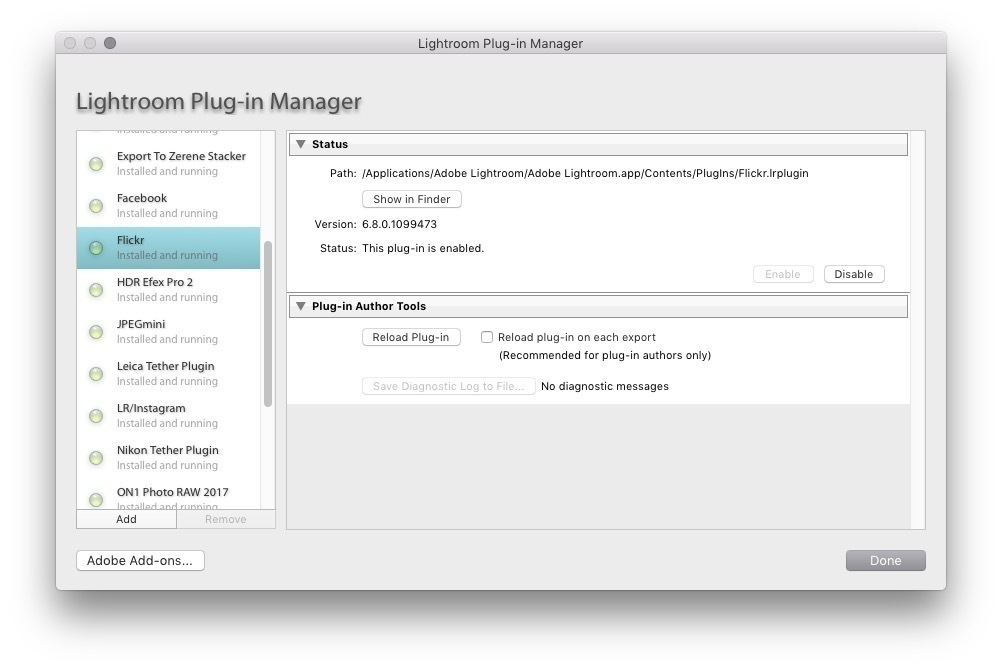 Lightroom Plug-in Manager
Lightroom Plug-in Manager
Installed and running
Export To Zerene Stacker
Installed and running
Facebook
Installed and running
Flickr
Installed and running
HDR Efex Pro 2
Installed and running
JPEGmini
Installed and running
Leica Tether Plugin
Installed and running
LR/Instagram
Installed and running
Nikon Tether Plugin
Installed and running
ON1 Photo RAW 2017
Installed and running
Add Remove
Status
Path: /Applications/Adobe Lightroom/Adobe Lightroom.app/Contents/PlugIns/Flickr.lrplugin
Show in Finder
Version: 6.8.0.1099473
Status: This plug-in is enabled.
Enable Disable
Plug-in Author Tools
Reload Plug-in Reload plug-in on each export
(Recommended for plug-in authors only)
Save Diagnostic Log to File... No diagnostic messages
Adobe Add-ons... Done